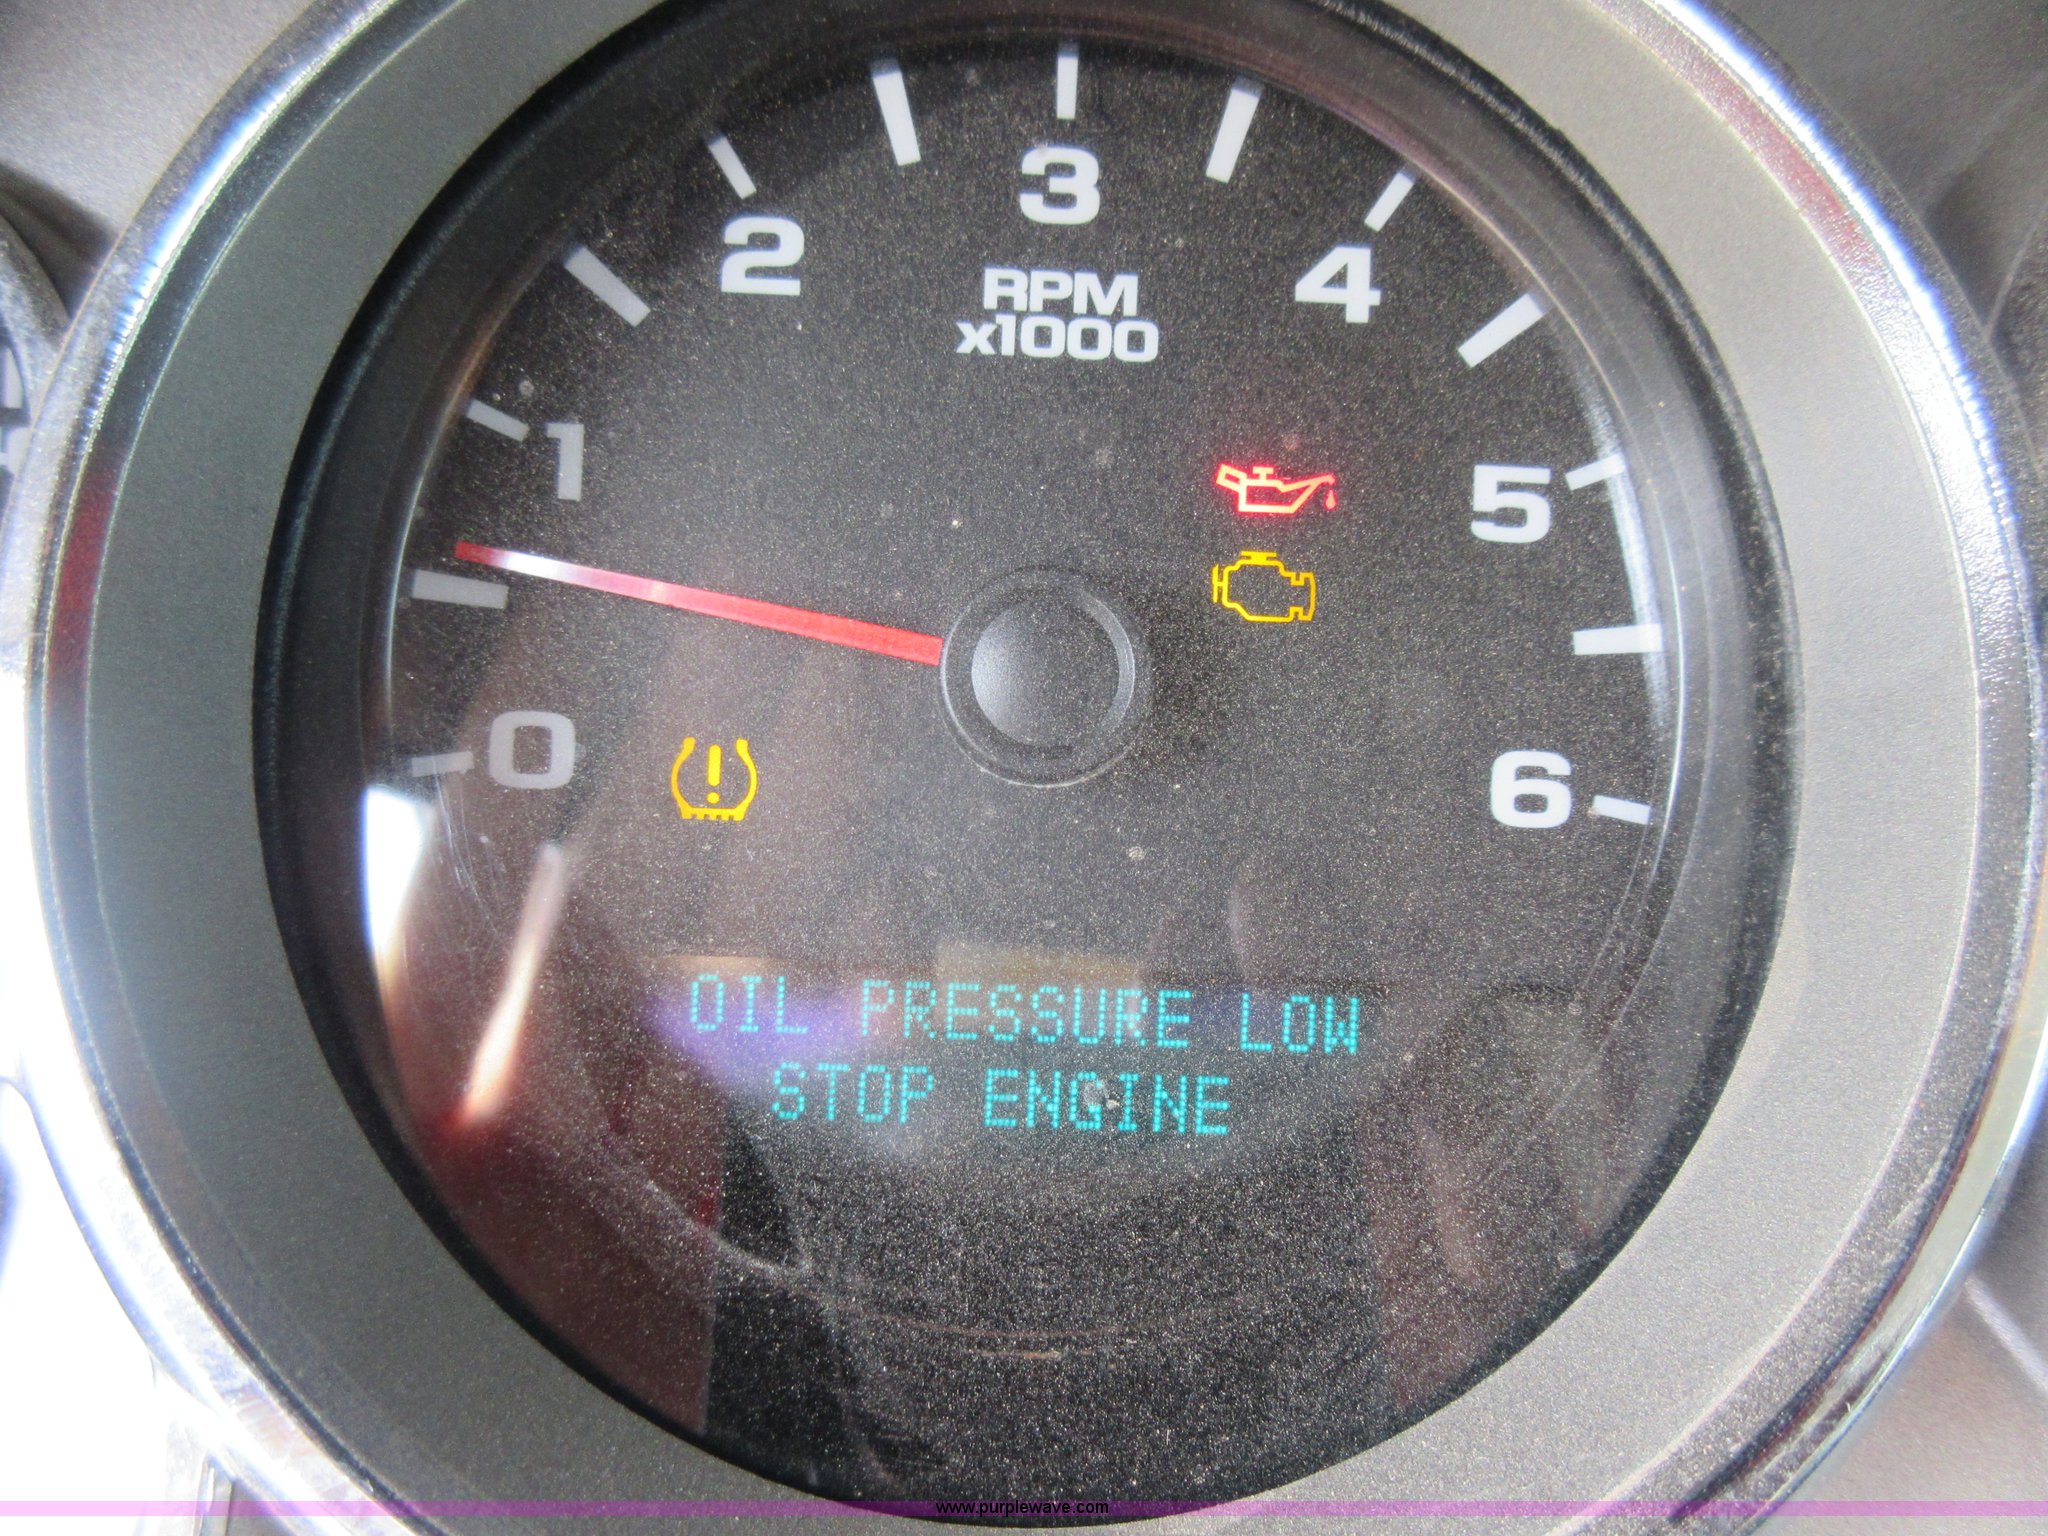 3
2
4
RPM
x1000
1
5
0
6
OIL PRESSURE LOW
STOP ENGINE
www.purplewave.com